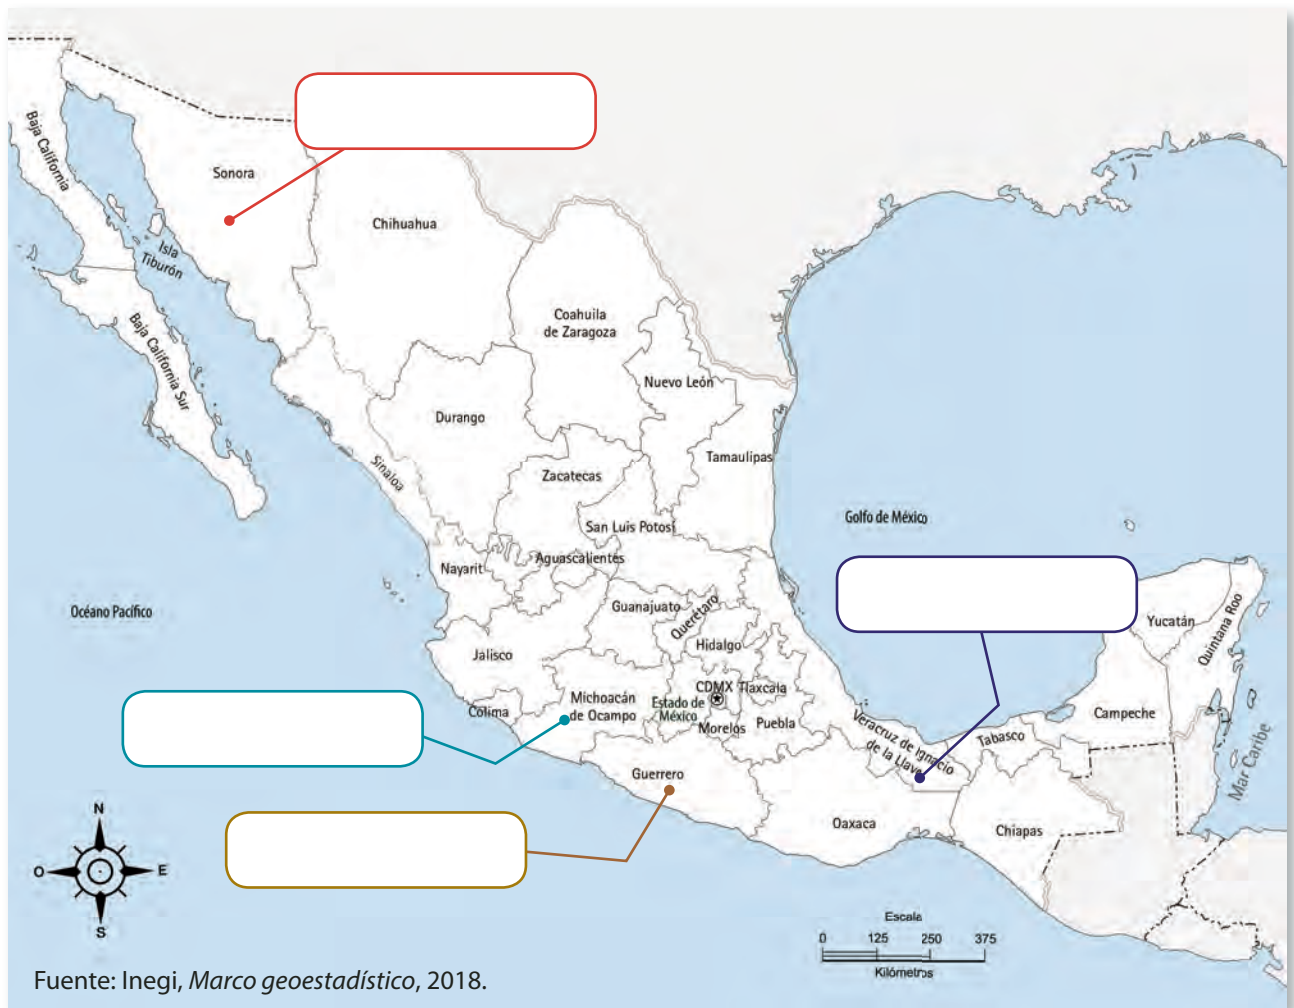 Baja California
Sonora
Isla
Tiburón
Chihuahua
Baja California Sur
Coahuila
de Zaragoza
Nuevo León
Durango
Sinaloa
Tamaulipas
Zacatecas
San Luis Potosí
Golfo de México
Aguascalientes
Nayarit
Océano Pacífico
Guanajuato
Querétaro
Hidalgo
Yucatán
Quintana Roo
Jalisco
Colima
Michoacán
de Ocampo
Estado de
México
CDMX
Tlaxcala
Morelos
Puebla
Veracruz de Ignacio
de la Llave
Tabasco
Campeche
Mar Caribe
Guerrero
Oaxaca
Chiapas
N
O
E
S
Escala
0 125 250 375
Kilómetros
Fuente: Inegi, Marco geoestadístico, 2018.